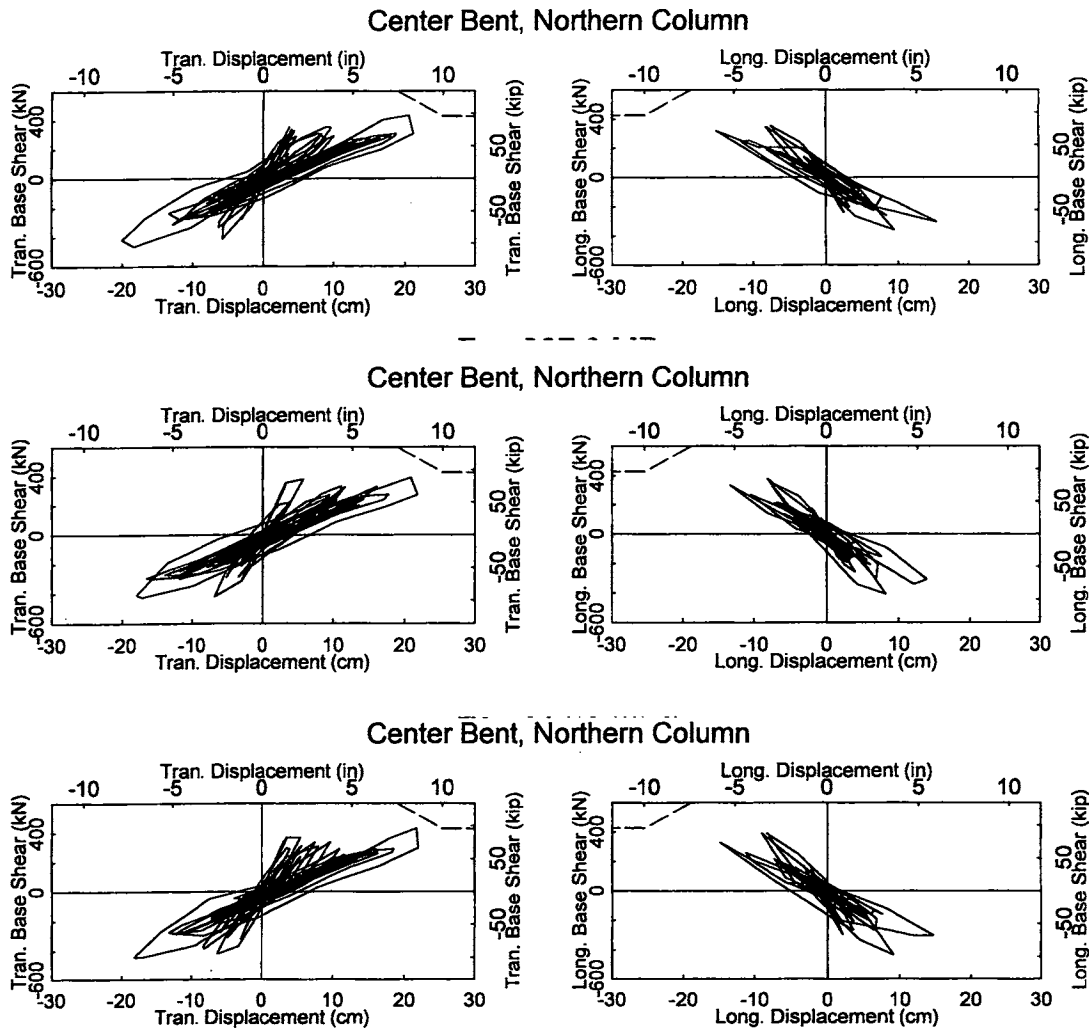 Center Bent, Northern Column
Tran. Displacement (in)
-10 -5 0 5 10
Tran. Base Shear (kN)
400
0
-600
50
-50
Tran. Base Shear (kip)
-30 -20 -10 0 10 20 30
Tran. Displacement (cm)
Long. Displacement (in)
-10 -5 0 5 10
Long. Base Shear (kN)
400
0
-600
50
-50
Long. Base Shear (kip)
-30 -20 -10 0 10 20 30
Long. Displacement (cm)
Center Bent, Northern Column
Tran. Displacement (in)
-10 -5 0 5 10
Tran. Base Shear (kN)
400
0
-600
50
-50
Tran. Base Shear (kip)
-30 -20 -10 0 10 20 30
Tran. Displacement (cm)
Long. Displacement (in)
-10 -5 0 5 10
Long. Base Shear (kN)
400
0
-600
50
-50
Long. Base Shear (kip)
-30 -20 -10 0 10 20 30
Long. Displacement (cm)
Center Bent, Northern Column
Tran. Displacement (in)
-10 -5 0 5 10
Tran. Base Shear (kN)
400
0
-600
50
-50
Tran. Base Shear (kip)
-30 -20 -10 0 10 20 30
Tran. Displacement (cm)
Long. Displacement (in)
-10 -5 0 5 10
Long. Base Shear (kN)
400
0
-600
50
-50
Long. Base Shear (kip)
-30 -20 -10 0 10 20 30
Long. Displacement (cm)